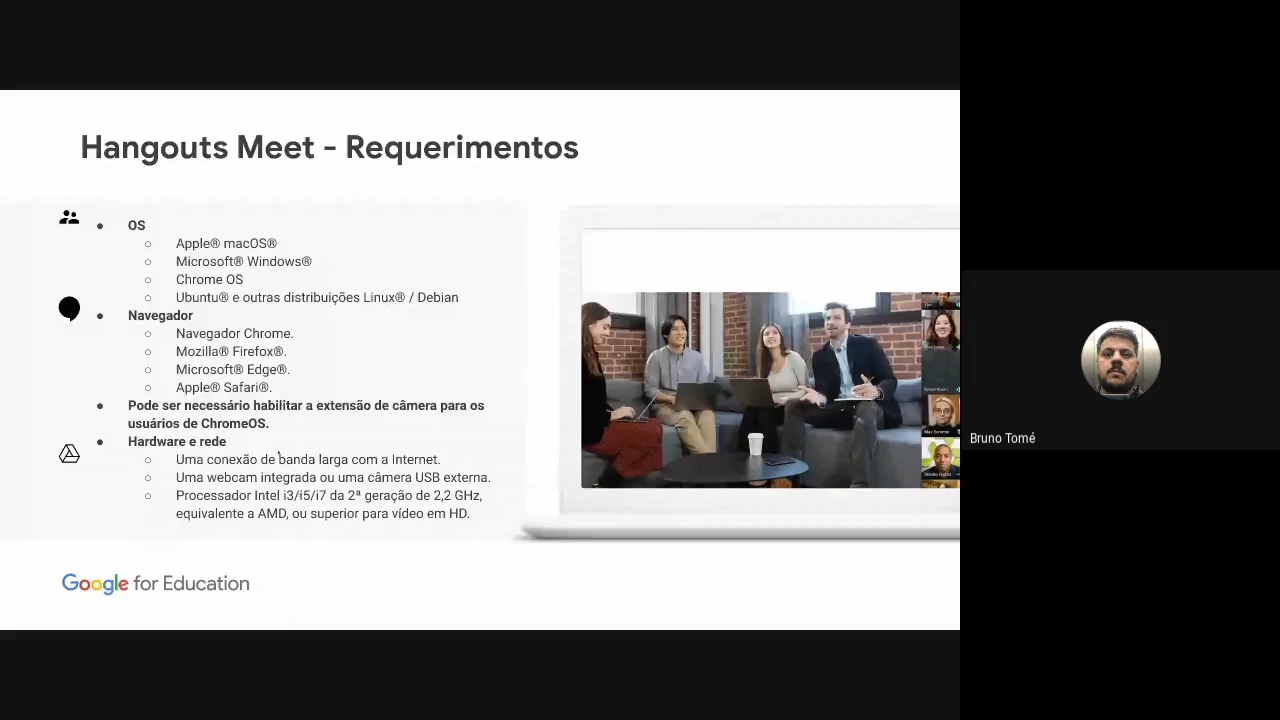 Hangouts Meet - Requerimentos
● OS
○ Apple® macOS®
○ Microsoft® Windows®
○ Chrome OS
○ Ubuntu® e outras distribuições Linux® / Debian
● Navegador
○ Navegador Chrome.
○ Mozilla® Firefox®.
○ Microsoft® Edge®.
○ Apple® Safari®.
● Pode ser necessário habilitar a extensão de câmera para os
usuários de ChromeOS.
● Hardware e rede
○ Uma conexão de banda larga com a Internet.
○ Uma webcam integrada ou uma câmera USB externa.
○ Processador Intel i3/i5/i7 da 2ª geração de 2,2 GHz,
equivalente a AMD, ou superior para vídeo em HD.
Google for Education
Bruno Tomé